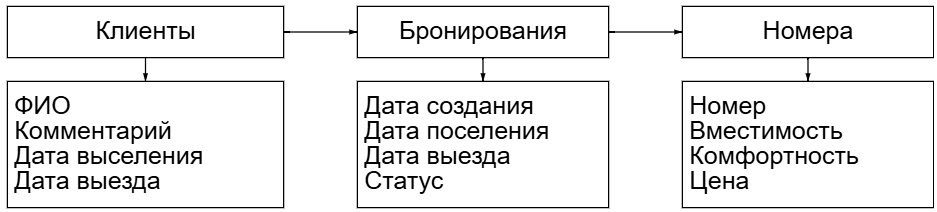 Клиенты
Бронирования
Номера
ФИО
Комментарий
Дата выселения
Дата выезда
Дата создания
Дата поселения
Дата выезда
Статус
Номер
Вместимость
Комфортность
Цена